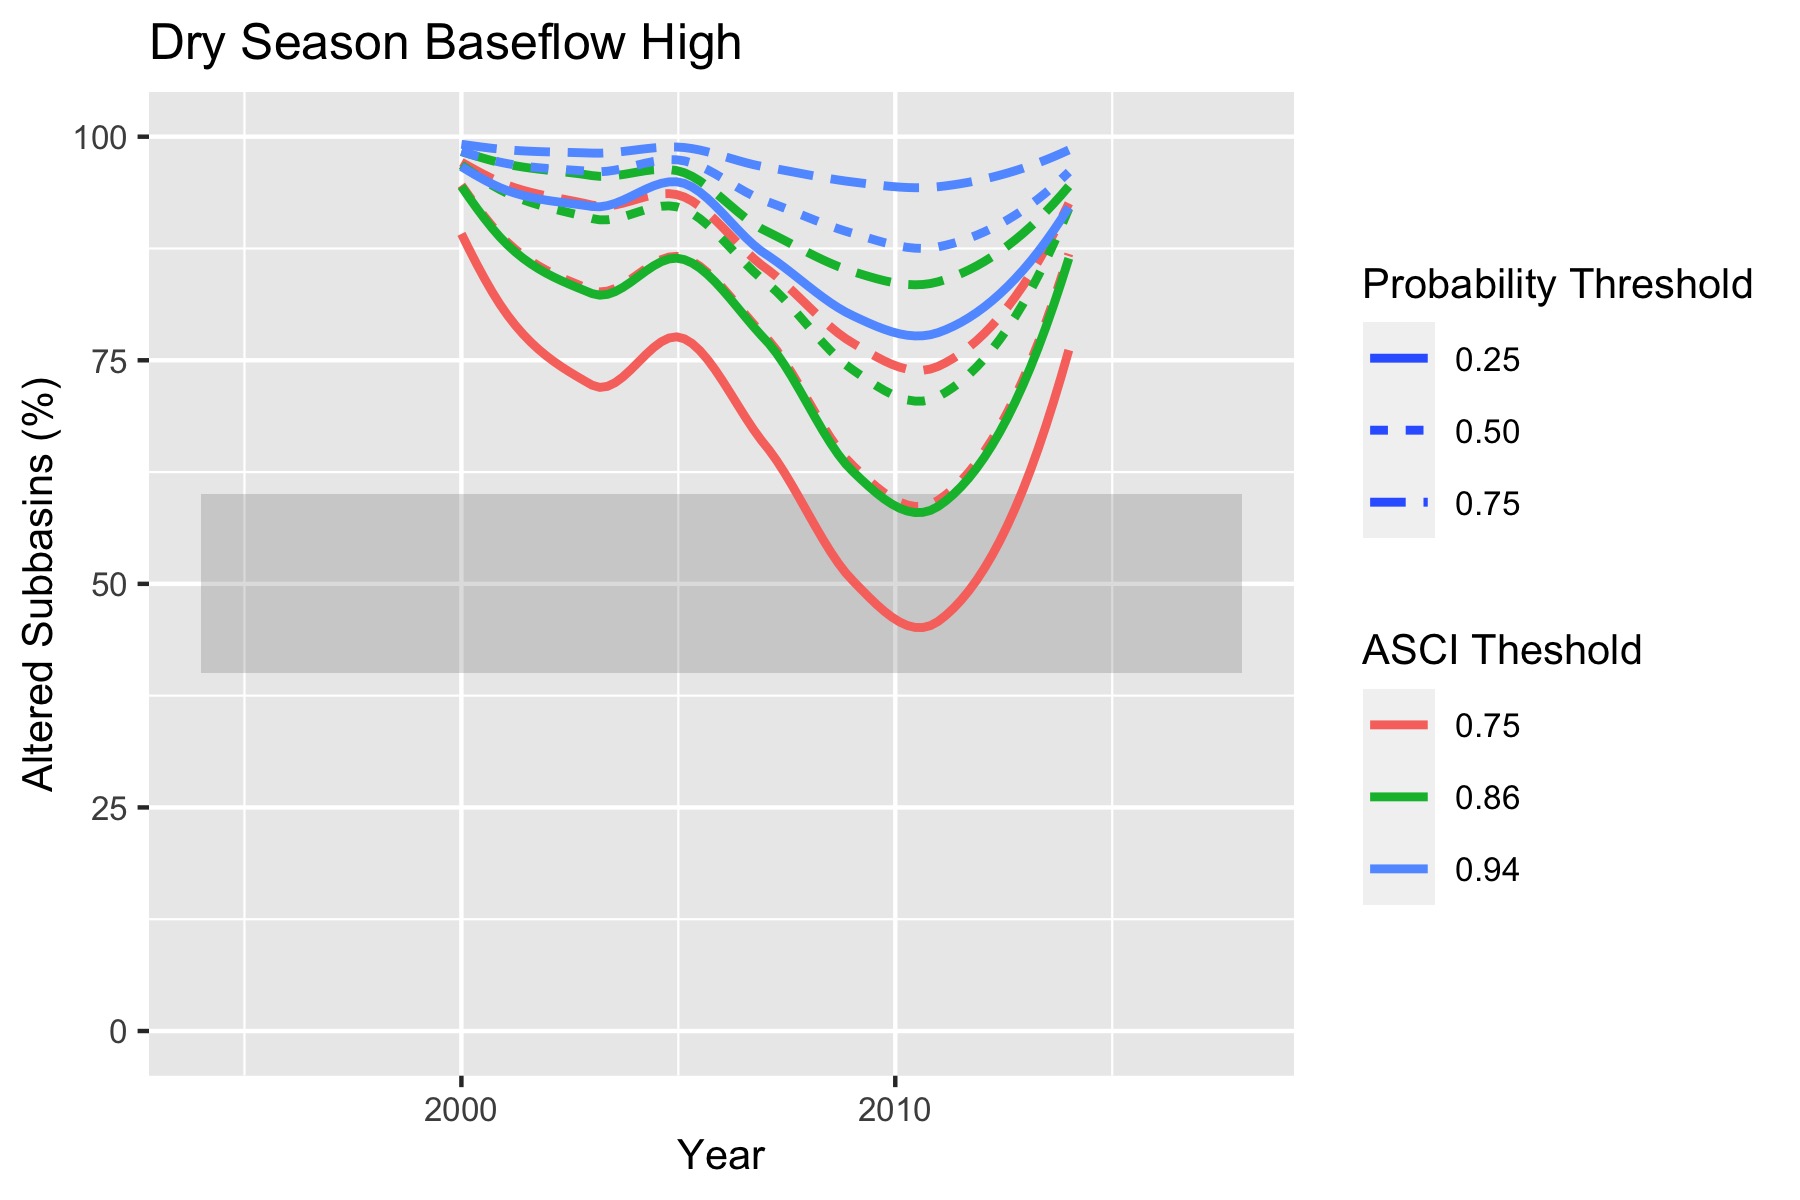 Dry Season Baseflow High
Altered Subbasins (%)
100
75
50
25
0
2000
2010
Year
Probability Threshold
0.25
0.50
0.75
ASCI Theshold
0.75
0.86
0.94